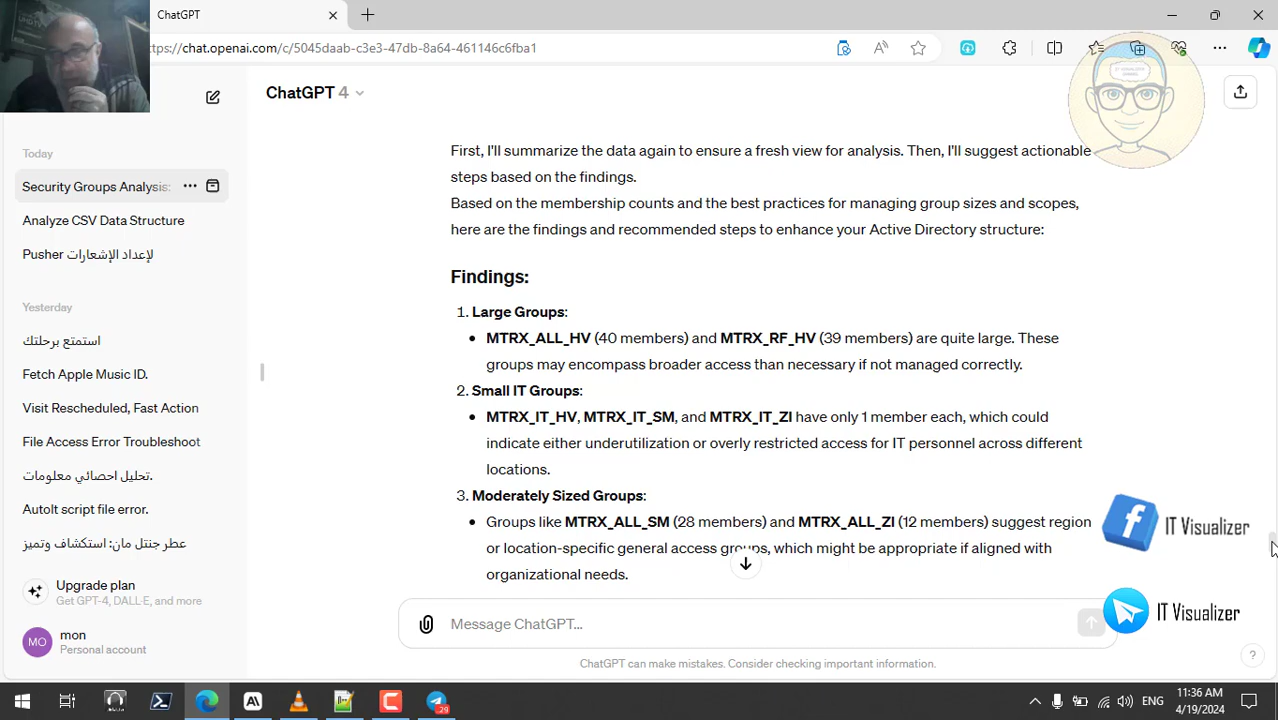 ChatGPT
ttps://chat.openai.com/c/5045daab-c3e3-47db-8a64-461146c6fba1
IT VISUALIZER
ChatGPT 4
Today
Security Groups Analysis:
Analyze CSV Data Structure
Pusher لإعداد الإشعارات
Yesterday
استمتع برحلتك
Fetch Apple Music ID.
Visit Rescheduled, Fast Action
File Access Error Troubleshoot
تحليل احصائي معلومات.
AutoIt script file error.
عطر جنتل مان: استكشاف وتميز
Upgrade plan
Get GPT-4, DALL·E, and more
MO
mon
Personal account
First, I'll summarize the data again to ensure a fresh view for analysis. Then, I'll suggest actionable
steps based on the findings.
Based on the membership counts and the best practices for managing group sizes and scopes,
here are the findings and recommended steps to enhance your Active Directory structure:
Findings:
1. Large Groups:
• MTRX_ALL_HV (40 members) and MTRX_RF_HV (39 members) are quite large. These
groups may encompass broader access than necessary if not managed correctly.
2. Small IT Groups:
• MTRX_IT_HV, MTRX_IT_SM, and MTRX_IT_ZI have only 1 member each, which could
indicate either underutilization or overly restricted access for IT personnel across different
locations.
3. Moderately Sized Groups:
• Groups like MTRX_ALL_SM (28 members) and MTRX_ALL_ZI (12 members) suggest region
or location-specific general access groups, which might be appropriate if aligned with
organizational needs.
Message ChatGPT...
ChatGPT can make mistakes. Consider checking important information.
?
IT Visualizer
IT Visualizer
29
ENG
11:36 AM
4/19/2024